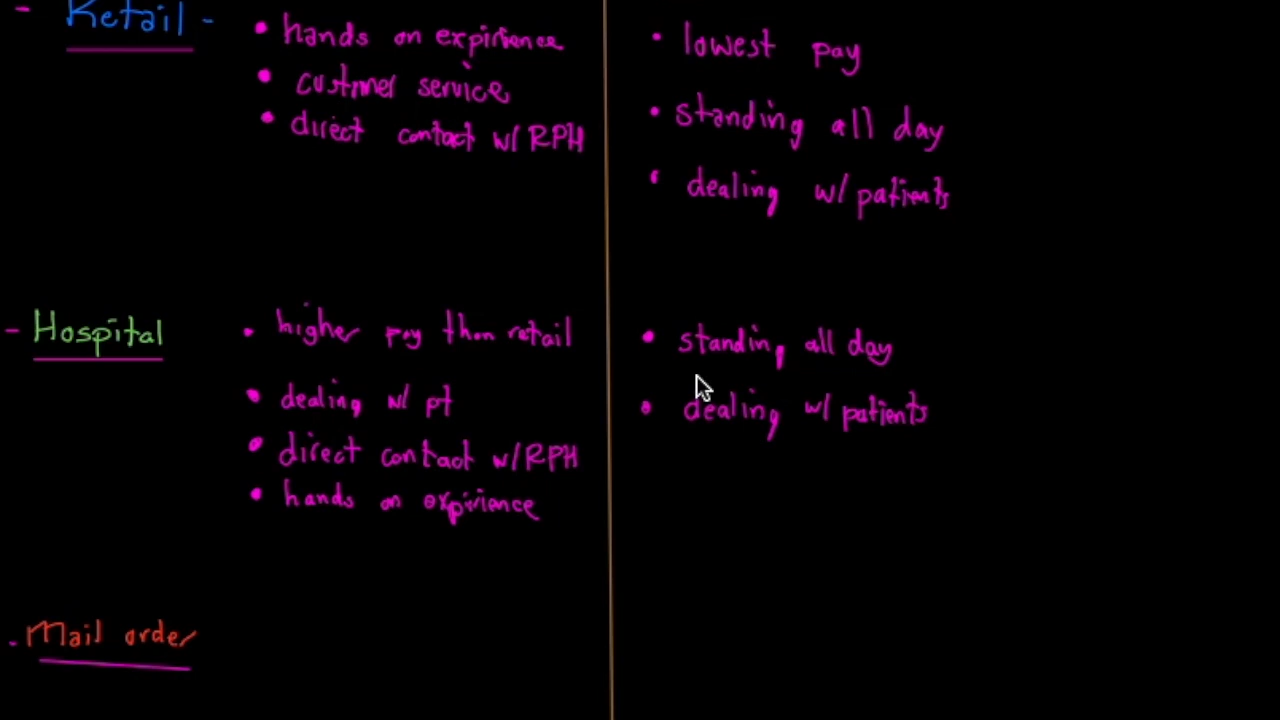 - Retail -
• hands on expirience
• customer service
• direct contact w/ RPH
• lowest pay
• standing all day
• dealing w/ patients
- Hospital
• higher pay than retail
• dealing w/ pt
• direct contact w/ RPH
• hands on expirience
• standing all day
• dealing w/ patients
- Mail order